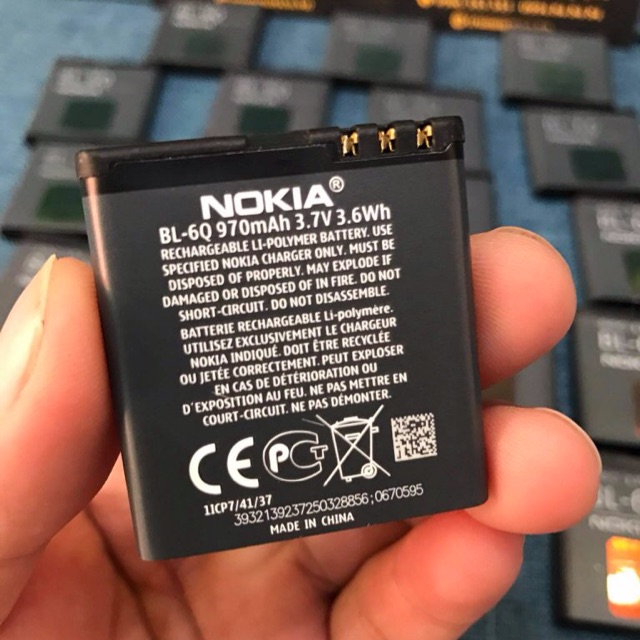 NOKIA®
BL-6Q 970mAh 3.7V 3.6Wh
RECHARGEABLE LI-POLYMER BATTERY. USE
SPECIFIED NOKIA CHARGER ONLY.
DISPOSED OF PROPERLY. MAY EXPLODE IF
DAMAGED OR DISPOSED OF IN FIRE. DO NOT
SHORT-CIRCUIT. DO NOT DISASSEMBLE.
BATTERIE RECHARGEABLE Li-polymère.
UTILISEZ EXCLUSIVEMENT LE CHARGEUR
NOKIA INDIQUÉ. DOIT ÊTRE RECYCLÉE
OU JETÉE CORRECTEMENT. PEUT EXPLOSER
EN CAS DE DÉTÉRIORATION OU
D'EXPOSITION AU FEU. NE PAS METTRE EN
COURT-CIRCUIT. NE PAS DÉMONTER.
CE PCT
1ICP7/41/37
3932139237250328856;0670595
MADE IN CHINA